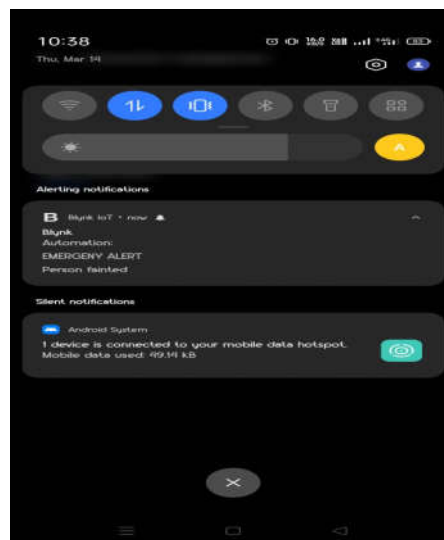 10:38
Thu, Mar 14
A
Alerting notifications
B Blynk IoT • now
Blynk
Automation:
EMERGENY ALERT
Person fainted
Silent notifications
Android System
1 device is connected to your mobile data hotspot.
Mobile data used: 49.14 kB